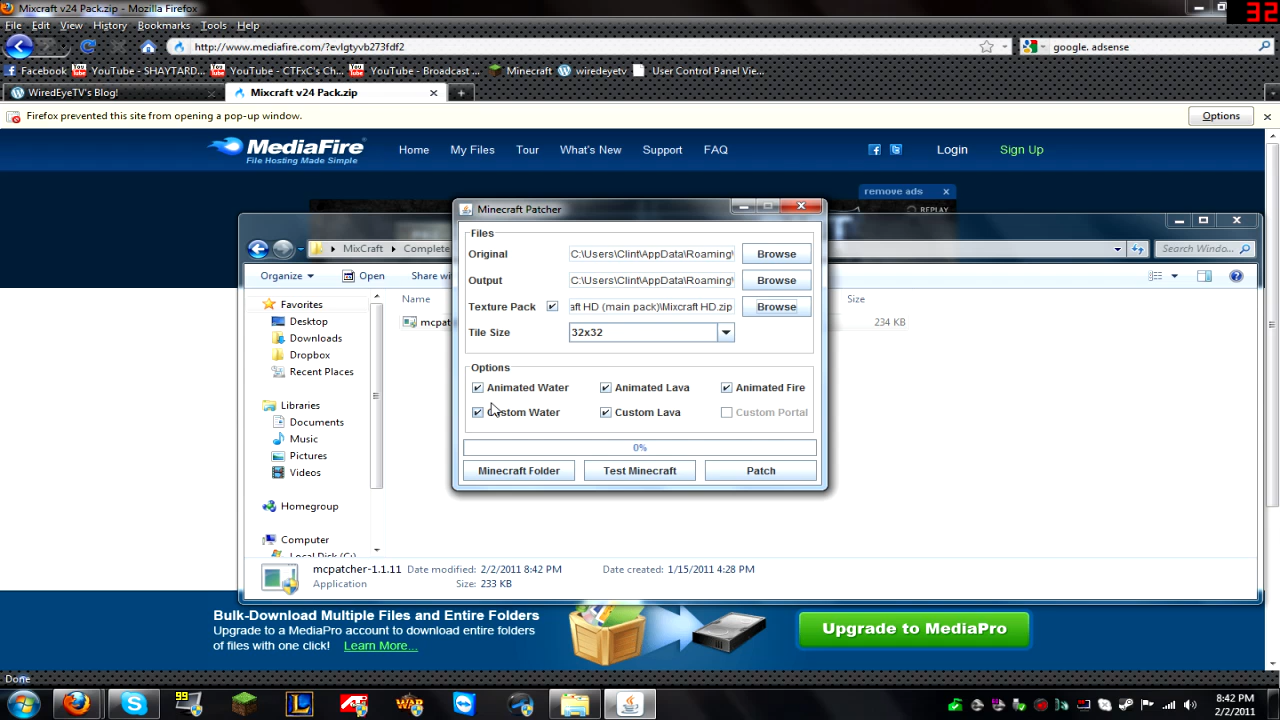 Mixcraft v24 Pack.zip - Mozilla Firefox
32
File Edit View History Bookmarks Tools Help
http://www.mediafire.com/?evlgtyvb273fdf2
google. adsense
Facebook YouTube - SHAYTARD... YouTube - CTFxC's Ch... YouTube - Broadcast ... Minecraft wiredeyetv User Control Panel Vie...
WiredEyeTV's Blog! Mixcraft v24 Pack.zip
Firefox prevented this site from opening a pop-up window.
Options
MediaFire
File Hosting Made Simple
Home My Files Tour What's New Support FAQ Login Sign Up
remove ads x
REPLAY
Minecraft Patcher
MixCraft Complete
Search Windo...
Organize Open Share wi
Favorites
Desktop
Downloads
Dropbox
Recent Places
Libraries
Documents
Music
Pictures
Videos
Homegroup
Computer
Local Disk (C:)
Name Size
mcpat 234 KB
Files
Original C:\Users\Clint\AppData\Roaming\ Browse
Output C:\Users\Clint\AppData\Roaming\ Browse
Texture Pack aft HD (main pack)\Mixcraft HD.zip Browse
Tile Size 32x32
Options
Animated Water Animated Lava Animated Fire
Custom Water Custom Lava Custom Portal
0%
Minecraft Folder Test Minecraft Patch
mcpatcher-1.1.11 Date modified: 2/2/2011 8:42 PM Date created: 1/15/2011 4:28 PM
Application Size: 233 KB
Bulk-Download Multiple Files and Entire Folders
Upgrade to a MediaPro account to download entire folders
of files with one click! Learn More...
Upgrade to MediaPro
Done
99
8:42 PM
2/2/2011